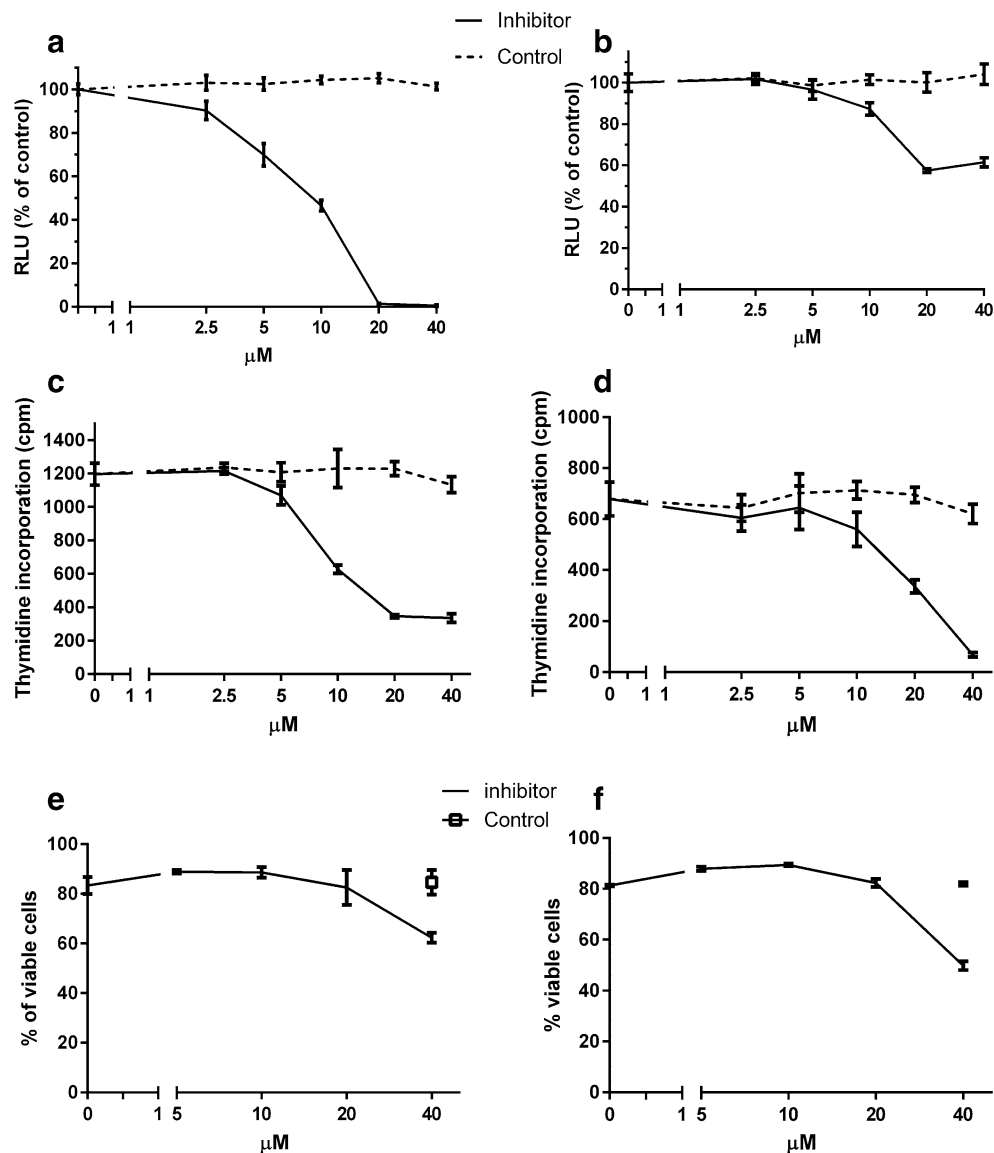 Inhibitor
Control
a
RLU (% of control)
100
80
60
40
20
0
1 1 2.5 5 10 20 40
μM
b
RLU (% of control)
100
80
60
40
20
0
0 1 1 2.5 5 10 20 40
μM
c
Thymidine incorporation (cpm)
1400
1200
1000
800
600
400
200
0
0 1 1 2.5 5 10 20 40
μM
d
Thymidine incorporation (cpm)
1000
800
600
400
200
0
0 1 1 2.5 5 10 20 40
μM
inhibitor
Control
e
% of viable cells
100
80
60
40
20
0
0 1 5 10 20 40
μM
f
% viable cells
100
80
60
40
20
0
0 1 5 10 20 40
μM